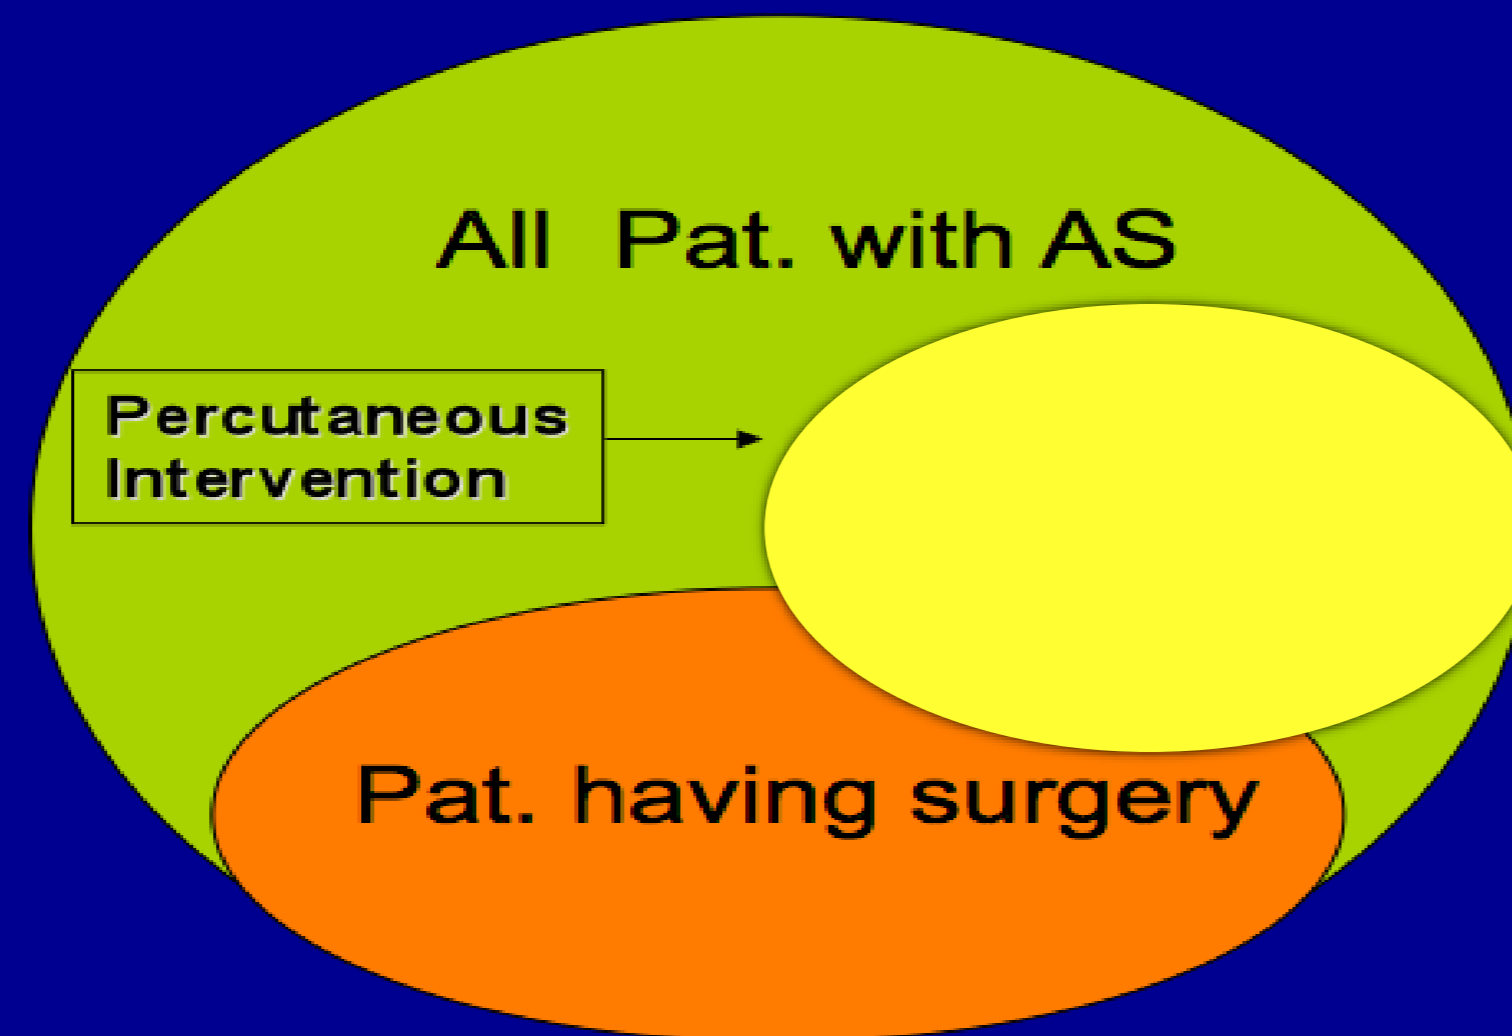 All Pat. with AS
Percutaneous
Intervention
Pat. having surgery